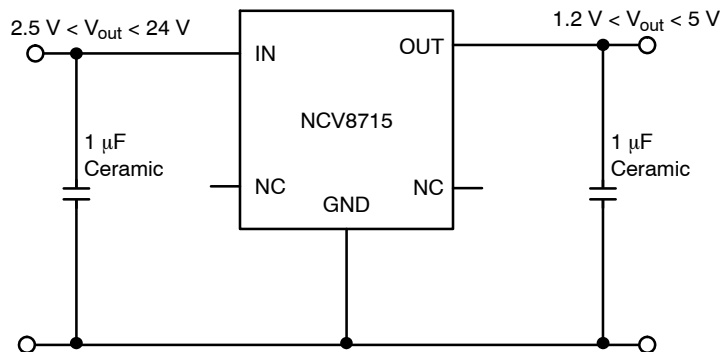 2.5 V < Vout < 24 V
1.2 V < Vout < 5 V
IN
OUT
NCV8715
1 μF
Ceramic
1 μF
Ceramic
NC
NC
GND